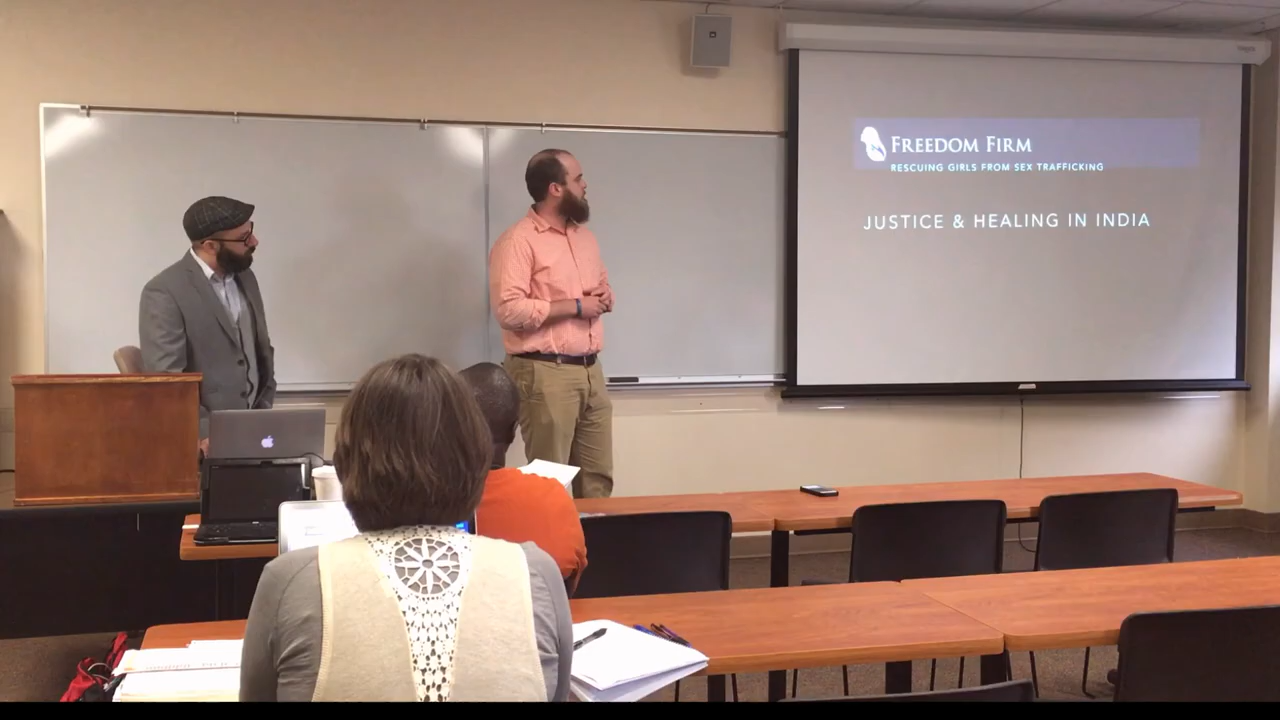 FREEDOM FIRM
RESCUING GIRLS FROM SEX TRAFFICKING
JUSTICE & HEALING IN INDIA